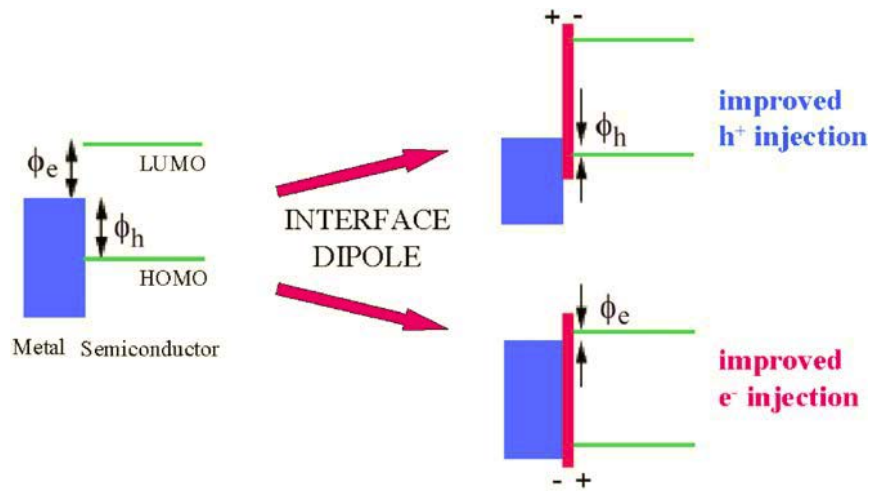 ϕe
LUMO
ϕh
HOMO
Metal Semiconductor
INTERFACE
DIPOLE
+ -
ϕh
improved
h⁺ injection
ϕe
improved
e⁻ injection
- +